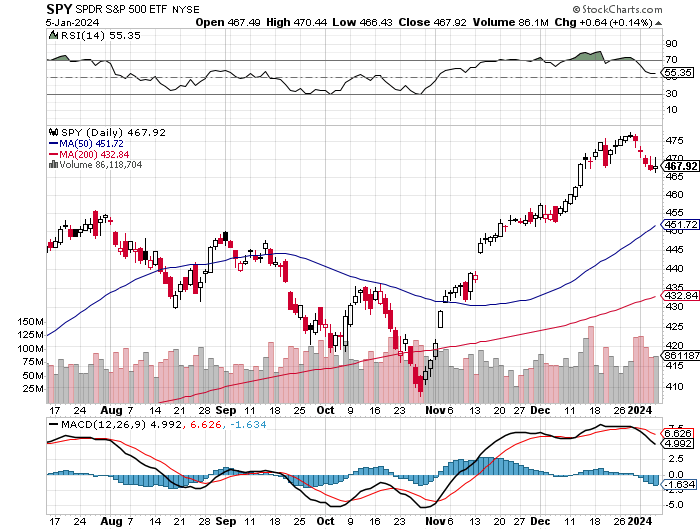 SPY SPDR S&P 500 ETF NYSE © StockCharts.com
5-Jan-2024 Open 467.49 High 470.44 Low 466.43 Close 467.92 Volume 86.1M Chg +0.64 (+0.14%)
RSI(14) 55.35
90
70
55.35
30
10
SPY (Daily) 467.92
MA(50) 451.72
MA(200) 432.84
Volume 86,118,704
475
470
467.92
465
460
455
451.72
450
445
440
435
432.84
430
425
150M 420
125M
100M 415
86118704
75M
410
50M
25M
17 24 Aug 7 14 21 28 Sep 11 18 25 Oct 9 16 23 Nov 6 13 20 27 Dec 11 18 26 2024
MACD(12,26,9) 4.992, 6.626, -1.634
7.5
6.626
4.992
2.5
0.0
-1.634
-2.5
-5.0
17 24 Aug 7 14 21 28 Sep 11 18 25 Oct 9 16 23 Nov 6 13 20 27 Dec 11 18 26 2024